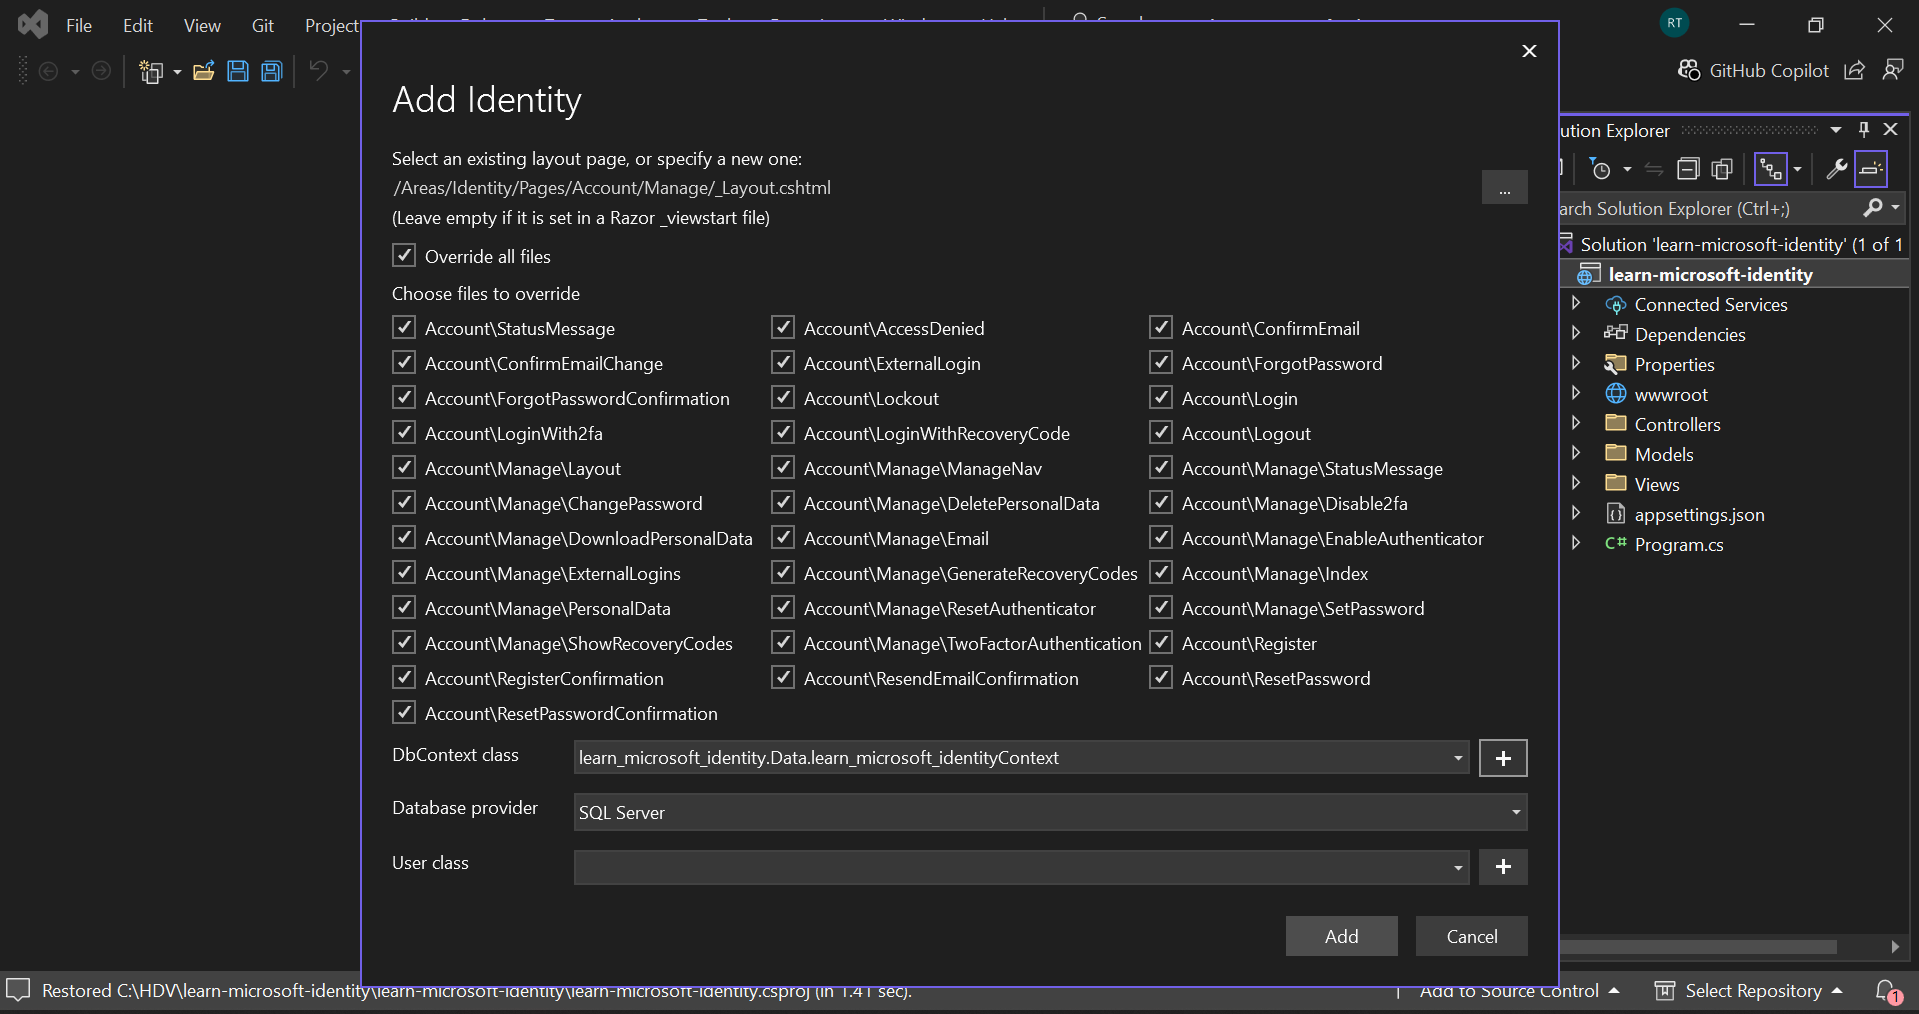 File Edit View Git Project
RT
GitHub Copilot
Add Identity
Select an existing layout page, or specify a new one:
/Areas/Identity/Pages/Account/Manage/_Layout.cshtml
...
(Leave empty if it is set in a Razor _viewstart file)
Override all files
Choose files to override
Account\StatusMessage Account\AccessDenied Account\ConfirmEmail
Account\ConfirmEmailChange Account\ExternalLogin Account\ForgotPassword
Account\ForgotPasswordConfirmation Account\Lockout Account\Login
Account\LoginWith2fa Account\LoginWithRecoveryCode Account\Logout
Account\Manage\Layout Account\Manage\ManageNav Account\Manage\StatusMessage
Account\Manage\ChangePassword Account\Manage\DeletePersonalData Account\Manage\Disable2fa
Account\Manage\DownloadPersonalData Account\Manage\Email Account\Manage\EnableAuthenticator
Account\Manage\ExternalLogins Account\Manage\GenerateRecoveryCodes Account\Manage\Index
Account\Manage\PersonalData Account\Manage\ResetAuthenticator Account\Manage\SetPassword
Account\Manage\ShowRecoveryCodes Account\Manage\TwoFactorAuthentication Account\Register
Account\RegisterConfirmation Account\ResendEmailConfirmation Account\ResetPassword
Account\ResetPasswordConfirmation
DbContext class learn_microsoft_identity.Data.learn_microsoft_identityContext
Database provider SQL Server
User class
Add Cancel
ution Explorer
arch Solution Explorer (Ctrl+;)
Solution 'learn-microsoft-identity' (1 of 1
learn-microsoft-identity
Connected Services
Dependencies
Properties
wwwroot
Controllers
Models
Views
appsettings.json
C# Program.cs
Restored C:\HDV\learn-microsoft-identity\learn-microsoft-identity\learn-microsoft-identity.csproj (in 1.41 sec).
Add to Source Control Select Repository 1